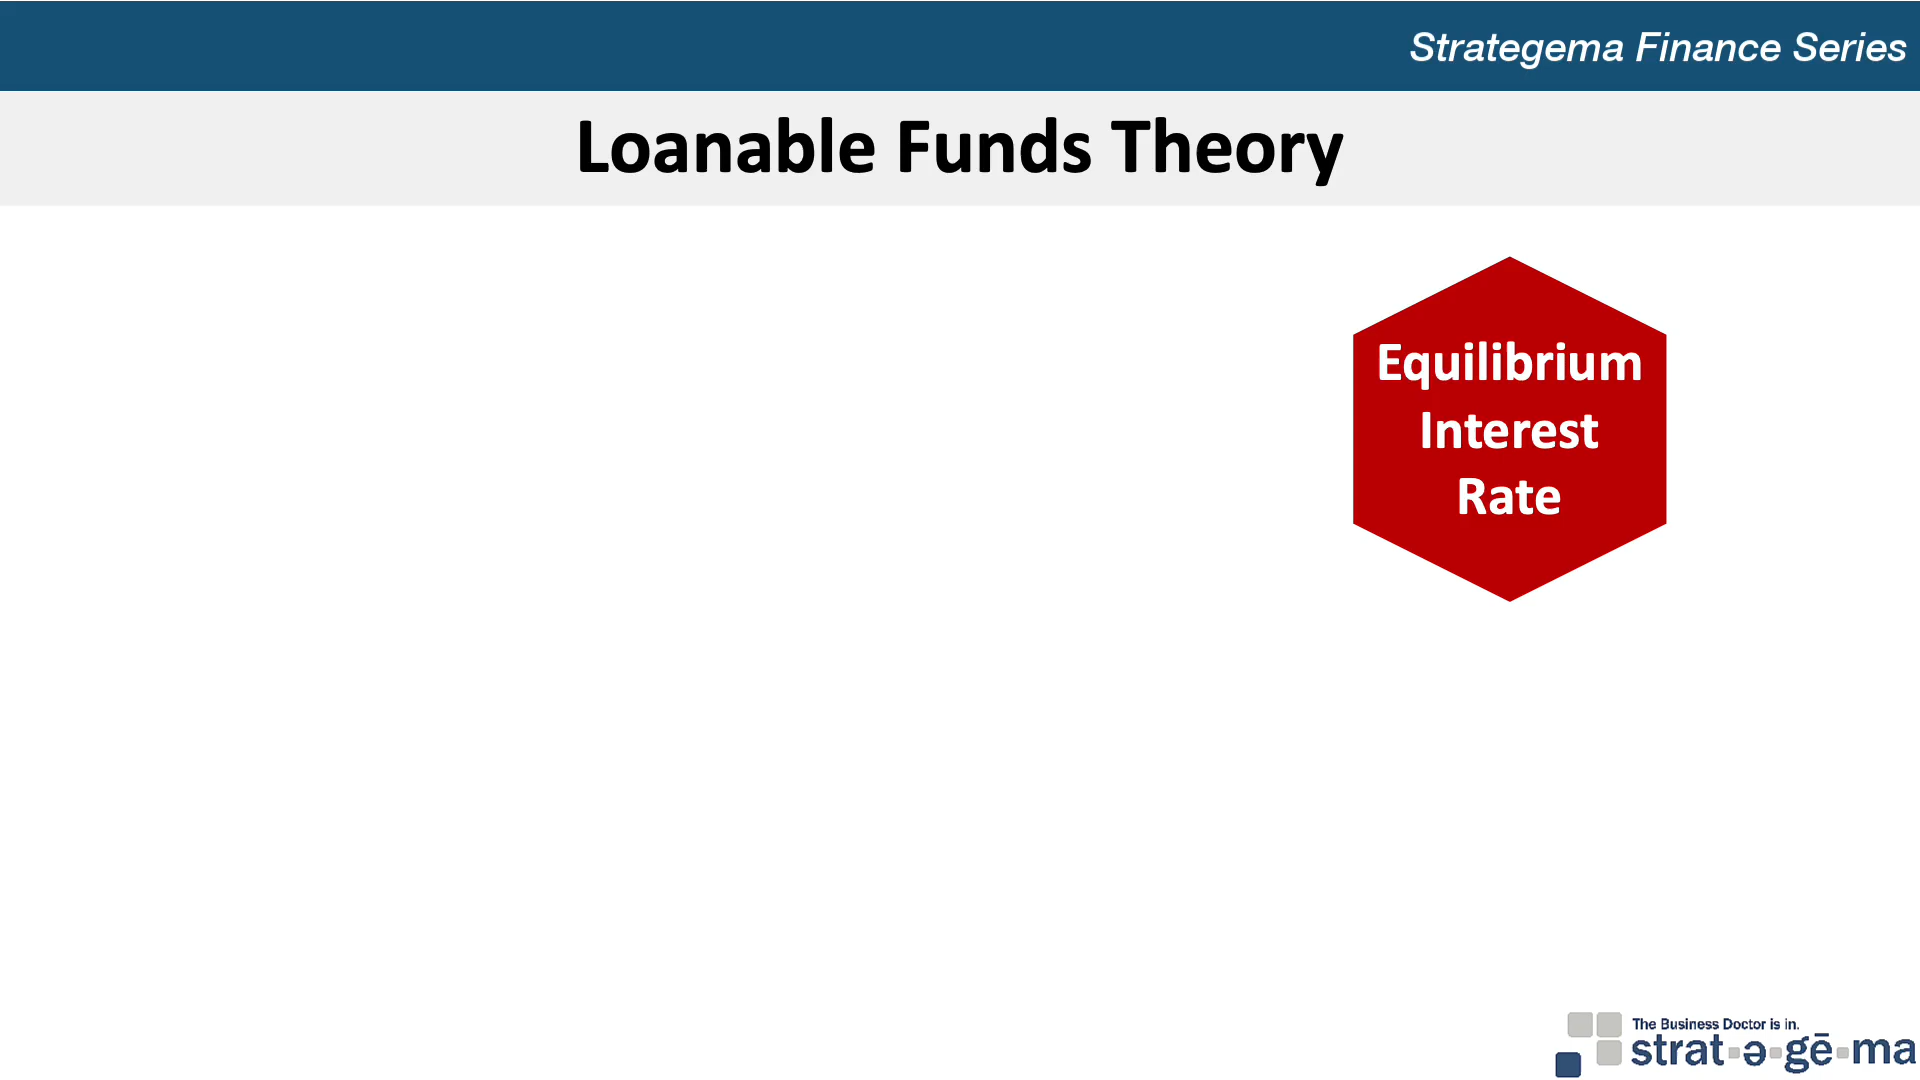 Strategema Finance Series
Loanable Funds Theory
Equilibrium
Interest
Rate
The Business Doctor is in.
strat-ə-gē-ma